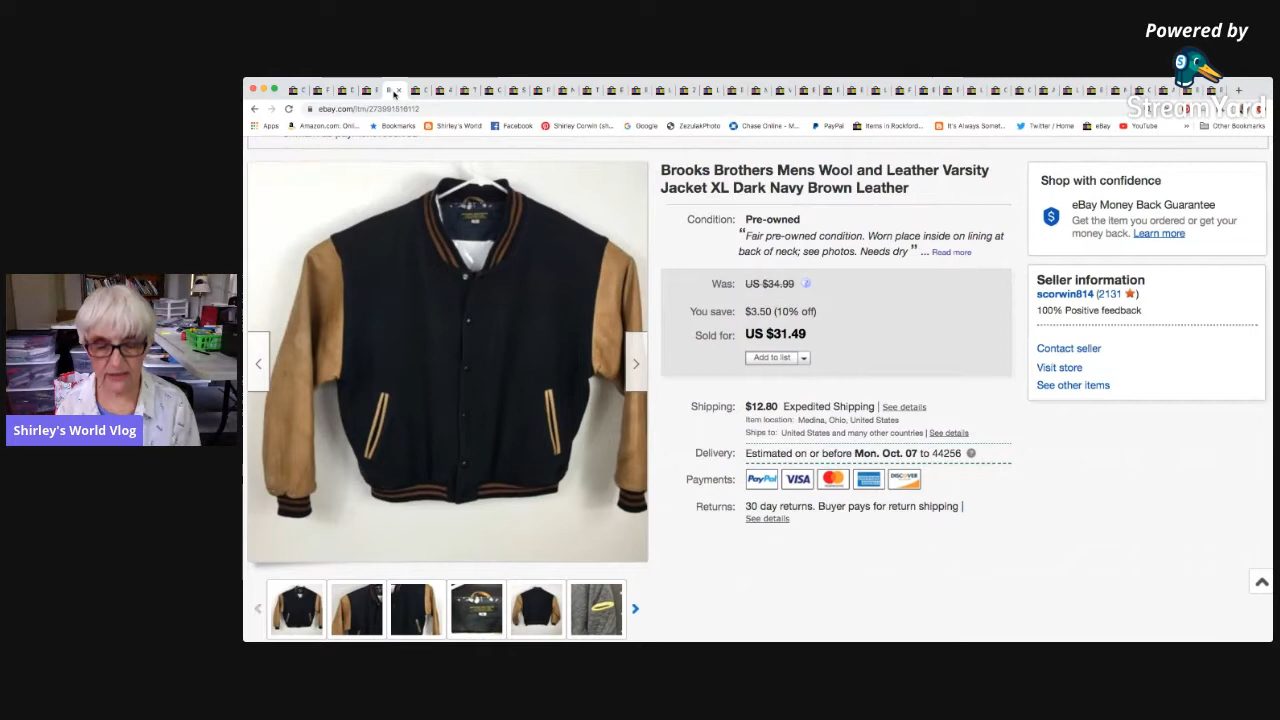 Powered by
StreamYard
ebay.com/itm/273991516112
Apps
Amazon.com: Onli...
Bookmarks
Shirley's World
Facebook
Pinterest Shirley Corwin (sh...
Google
ZezulakPhoto
Chase Online - M...
PayPal
Items in Rockford...
It's Always Somet...
Twitter / Home
eBay
YouTube
»
Other Bookmarks
Brooks Brothers Mens Wool and Leather Varsity
Jacket XL Dark Navy Brown Leather
Condition: Pre-owned
“Fair pre-owned condition. Worn place inside on lining at
back of neck; see photos. Needs dry ” ... Read more
Was: US $34.99
You save: $3.50 (10% off)
Sold for: US $31.49
Add to list
Shipping: $12.80 Expedited Shipping | See details
Item location: Medina, Ohio, United States
Ships to: United States and many other countries | See details
Delivery: Estimated on or before Mon. Oct. 07 to 44256
Payments: PayPal VISA MasterCard AMERICAN EXPRESS DISCOVER
Returns: 30 day returns. Buyer pays for return shipping |
See details
Shop with confidence
eBay Money Back Guarantee
Get the item you ordered or get your
money back. Learn more
Seller information
scorwin814 (2131)
100% Positive feedback
Contact seller
Visit store
See other items
Shirley's World Vlog